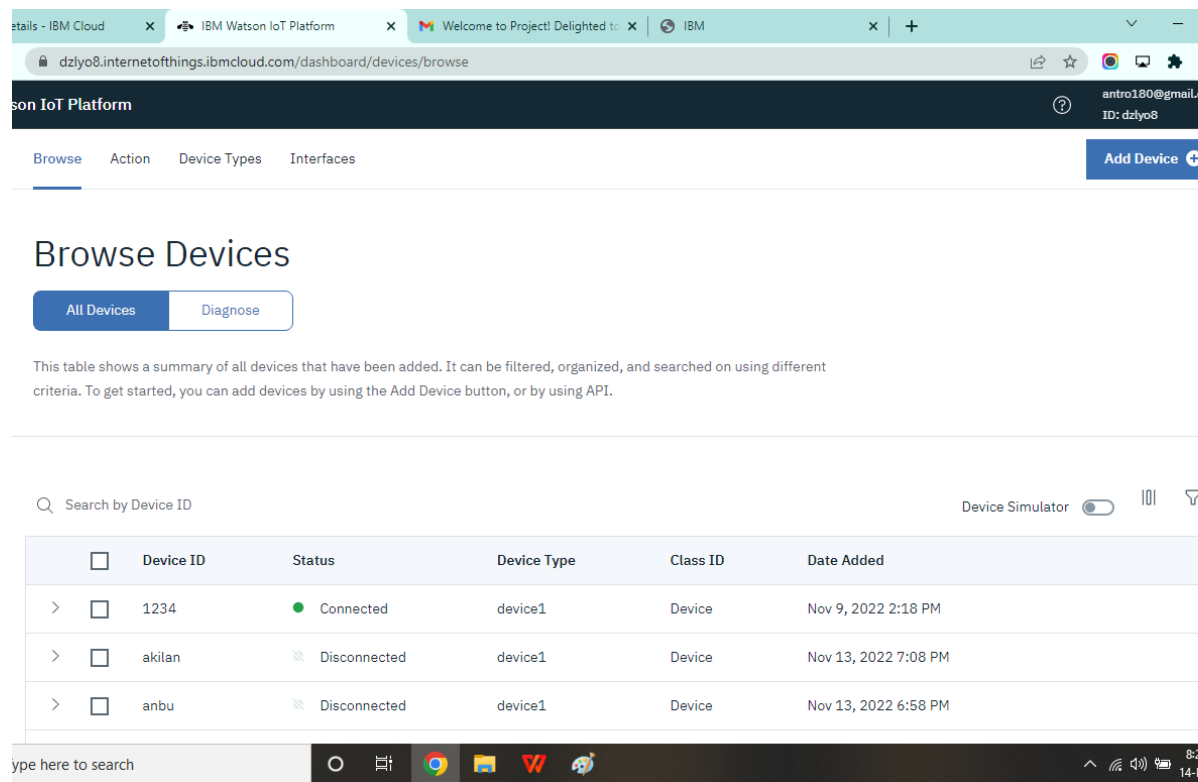 etails - IBM Cloud IBM Watson IoT Platform Welcome to Project! Delighted to IBM
dzlyo8.internetofthings.ibmcloud.com/dashboard/devices/browse
son IoT Platform
antro180@gmail.
ID: dzlyo8
Browse Action Device Types Interfaces Add Device
Browse Devices
All Devices Diagnose
This table shows a summary of all devices that have been added. It can be filtered, organized, and searched on using different
criteria. To get started, you can add devices by using the Add Device button, or by using API.
Search by Device ID Device Simulator
Device ID Status Device Type Class ID Date Added
1234 Connected device1 Device Nov 9, 2022 2:18 PM
akilan Disconnected device1 Device Nov 13, 2022 7:08 PM
anbu Disconnected device1 Device Nov 13, 2022 6:58 PM
ype here to search